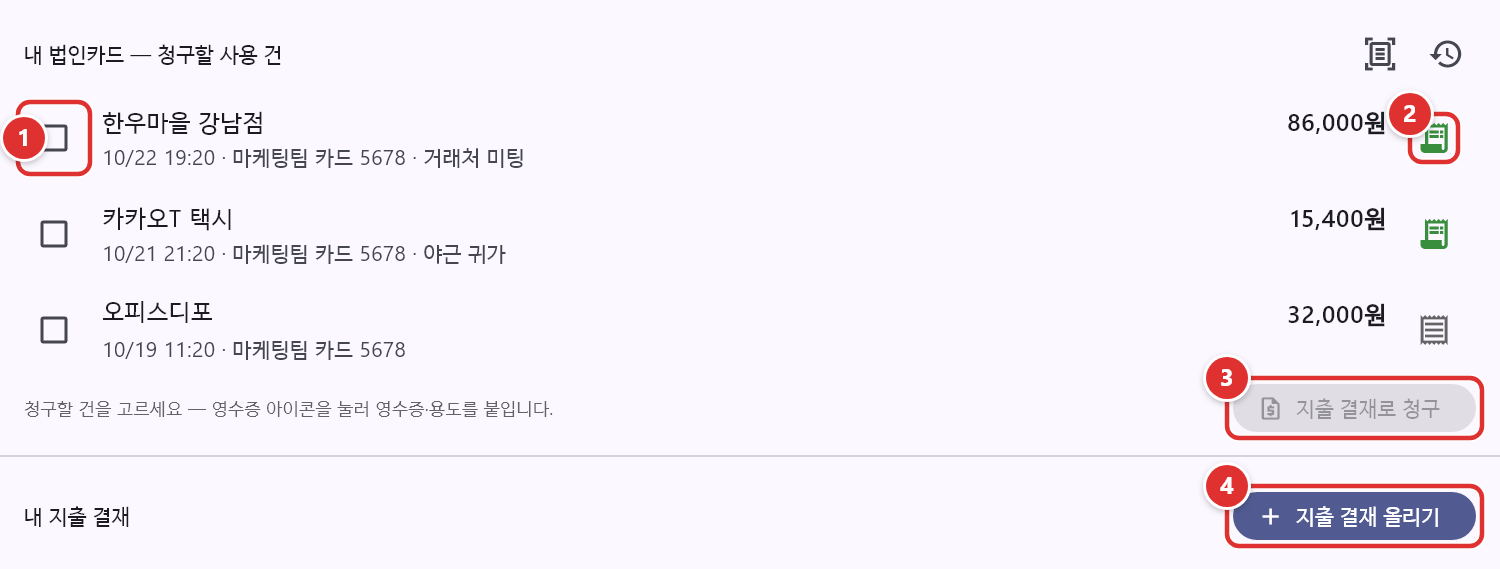 내 법인카드 — 청구할 사용 건
1
한우마을 강남점
86,000원
2
10/22 19:20 · 마케팅팀 카드 5678 · 거래처 미팅
카카오T 택시
15,400원
10/21 21:20 · 마케팅팀 카드 5678 · 야근 귀가
오피스디포
32,000원
10/19 11:20 · 마케팅팀 카드 5678
3
청구할 건을 고르세요 — 영수증 아이콘을 눌러 영수증·용도를 붙입니다.
지출 결재로 청구
4
내 지출 결재
+ 지출 결재 올리기